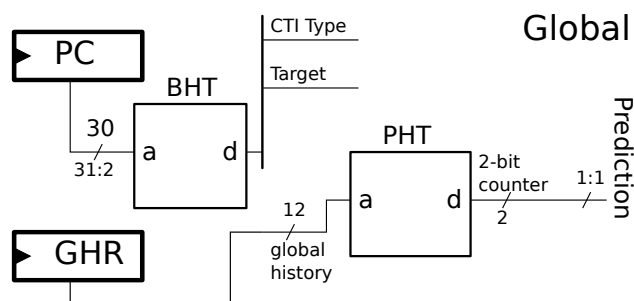 Global
CTI Type
PC
Target
BHT
Prediction
30
31:2
a
d
PHT
2-bit
counter
1:1
2
a
d
12
global
history
GHR